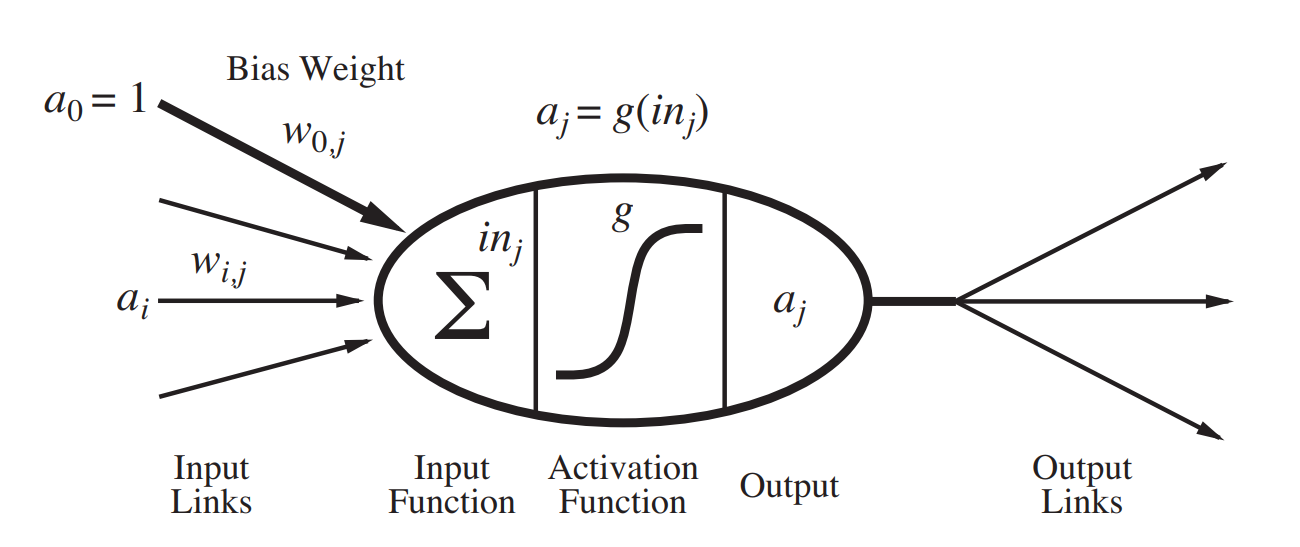 Bias Weight
a₀ = 1
w₀,ⱼ
aⱼ = g(inⱼ)
g
inⱼ
wᵢ,ⱼ
aᵢ
Σ
aⱼ
Input
Links
Input
Function
Activation
Function
Output
Output
Links